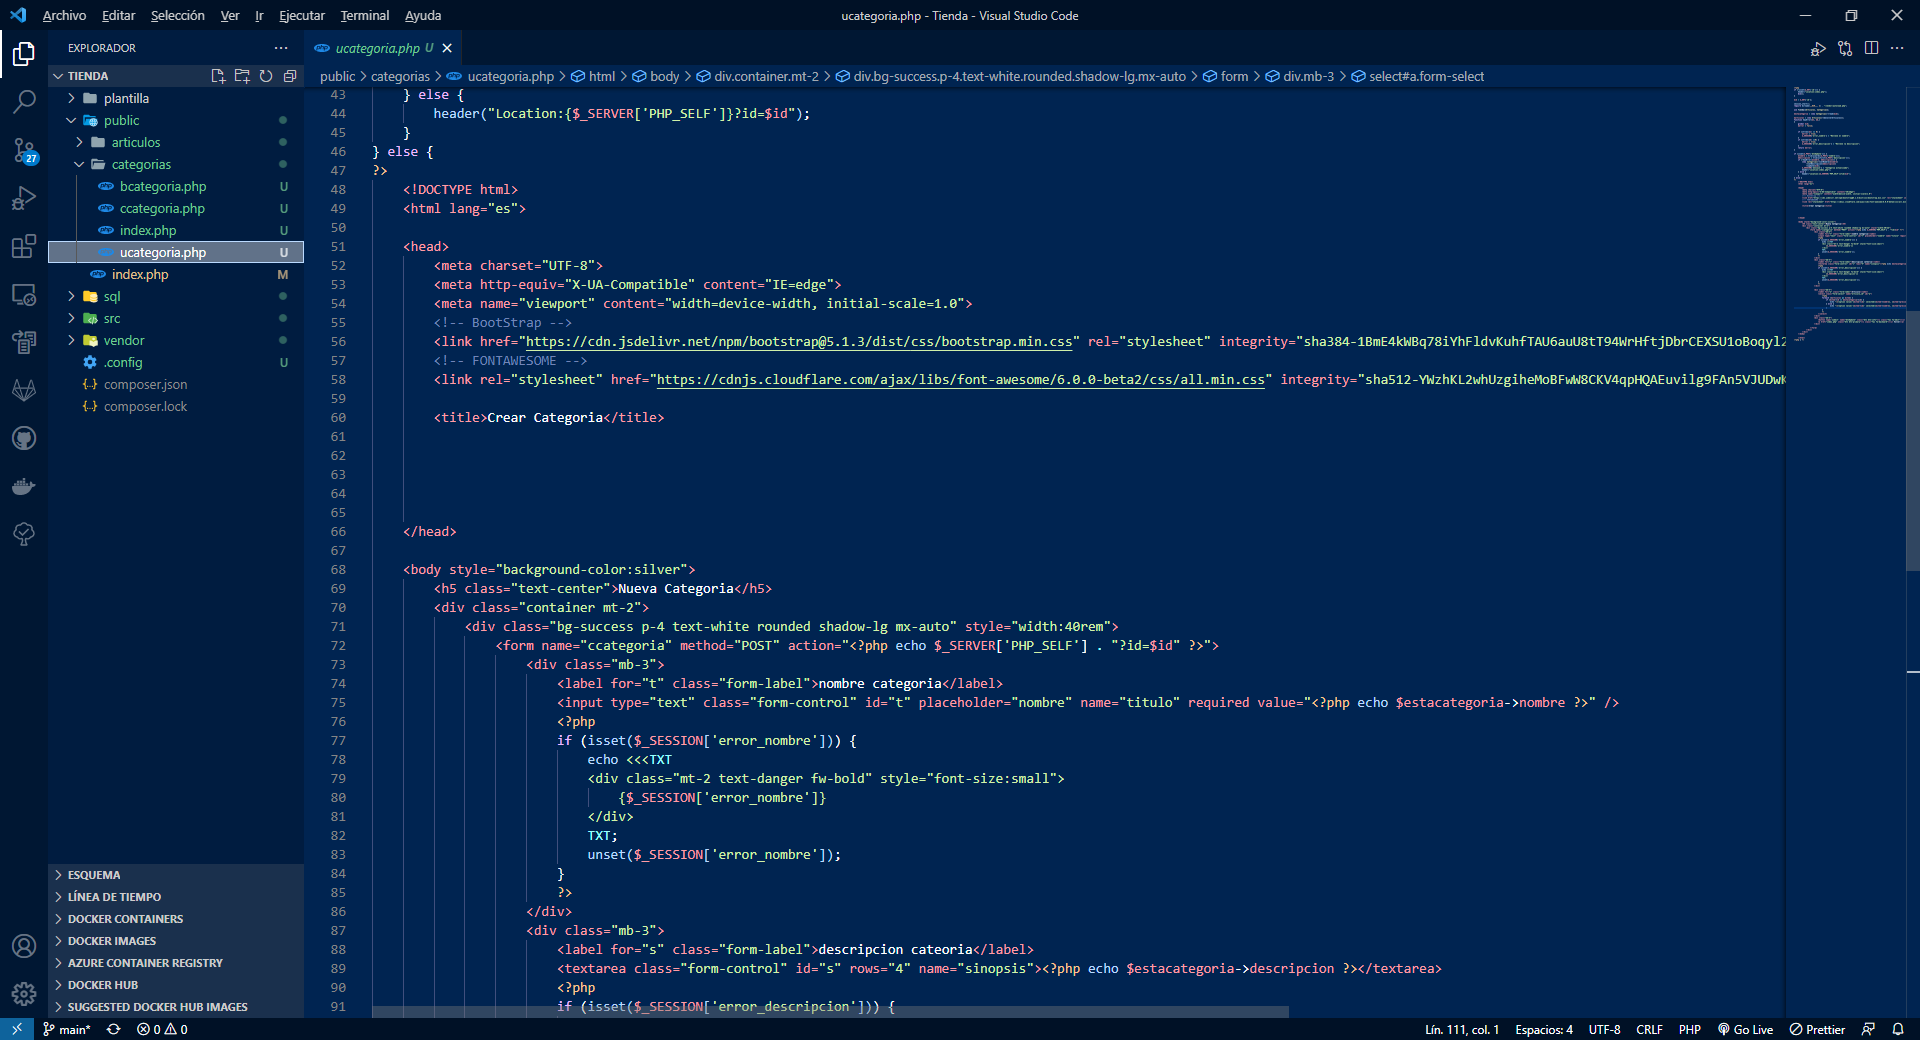 Archivo Editar Selección Ver Ir Ejecutar Terminal Ayuda
ucategoria.php - Tienda - Visual Studio Code
EXPLORADOR
ucategoria.php U
TIENDA
plantilla
public
articulos
categorias
bcategoria.php U
ccategoria.php U
index.php U
ucategoria.php U
index.php M
sql
src
vendor
.config U
composer.json
composer.lock
27
ESQUEMA
LÍNEA DE TIEMPO
DOCKER CONTAINERS
DOCKER IMAGES
AZURE CONTAINER REGISTRY
DOCKER HUB
SUGGESTED DOCKER HUB IMAGES
public > categorias > ucategoria.php > html > body > div.container.mt-2 > div.bg-success.p-4.text-white.rounded.shadow-lg.mx-auto > form > div.mb-3 > select#a.form-select
43 } else {
44 header("Location:{$_SERVER['PHP_SELF']}?id=$id");
45 }
46 } else {
47 ?>
48 <!DOCTYPE html>
49 <html lang="es">
50
51 <head>
52 <meta charset="UTF-8">
53 <meta http-equiv="X-UA-Compatible" content="IE=edge">
54 <meta name="viewport" content="width=device-width, initial-scale=1.0">
55 <!-- BootStrap -->
56 <link href="https://cdn.jsdelivr.net/npm/bootstrap@5.1.3/dist/css/bootstrap.min.css" rel="stylesheet" integrity="sha384-1BmE4kWBq78iYhFldvKuhfTAU6auU8tT94WrHftjDbrCEXSU1oBoqyl2
57 <!-- FONTAWESOME -->
58 <link rel="stylesheet" href="https://cdnjs.cloudflare.com/ajax/libs/font-awesome/6.0.0-beta2/css/all.min.css" integrity="sha512-YWzhKL2whUzgiheMoBFwW8CKV4qpHQAEuvilg9FAn5VJUDwK
59
60 <title>Crear Categoria</title>
61
62
63
64
65
66 </head>
67
68 <body style="background-color:silver">
69 <h5 class="text-center">Nueva Categoria</h5>
70 <div class="container mt-2">
71 <div class="bg-success p-4 text-white rounded shadow-lg mx-auto" style="width:40rem">
72 <form name="ccategoria" method="POST" action="<?php echo $_SERVER['PHP_SELF'] . "?id=$id" ?>">
73 <div class="mb-3">
74 <label for="t" class="form-label">nombre categoria</label>
75 <input type="text" class="form-control" id="t" placeholder="nombre" name="titulo" required value="<?php echo $estacategoria->nombre ?>" />
76 <?php
77 if (isset($_SESSION['error_nombre'])) {
78 echo <<<TXT
79 <div class="mt-2 text-danger fw-bold" style="font-size:small">
80 {$_SESSION['error_nombre']}
81 </div>
82 TXT;
83 unset($_SESSION['error_nombre']);
84 }
85 ?>
86 </div>
87 <div class="mb-3">
88 <label for="s" class="form-label">descripcion cateoria</label>
89 <textarea class="form-control" id="s" rows="4" name="sinopsis"><?php echo $estacategoria->descripcion ?></textarea>
90 <?php
91 if (isset($_SESSION['error_descripcion'])) {
main* 0 0
Lín. 111, col. 1 Espacios: 4 UTF-8 CRLF PHP Go Live Prettier